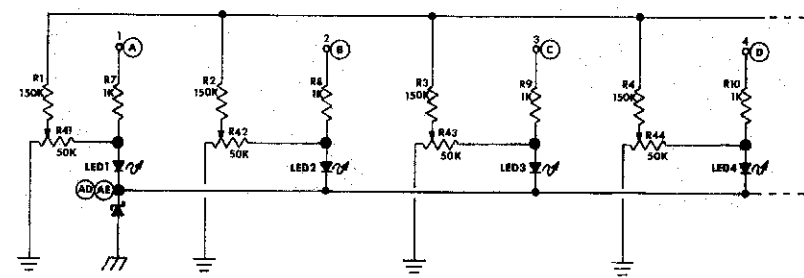 1 A
2 B
3 C
4 D
R1 150K
R7 1K
R2 150K
R8 1K
R3 150K
R9 1K
R4 150K
R10 1K
R41 50K
R42 50K
R43 50K
R44 50K
LED1
LED2
LED3
LED4
AD AE